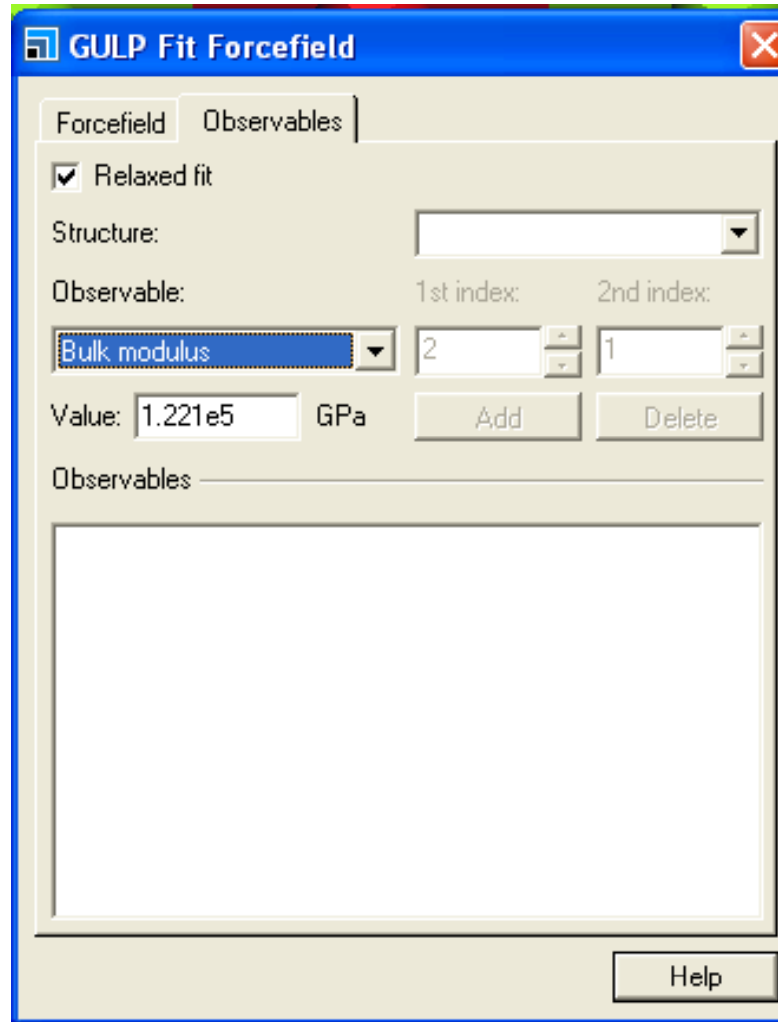 GULP Fit Forcefield
Forcefield Observables
Relaxed fit
Structure:
Observable: 1st index: 2nd index:
Bulk modulus 2 1
Value: 1.221e5 GPa Add Delete
Observables
Help